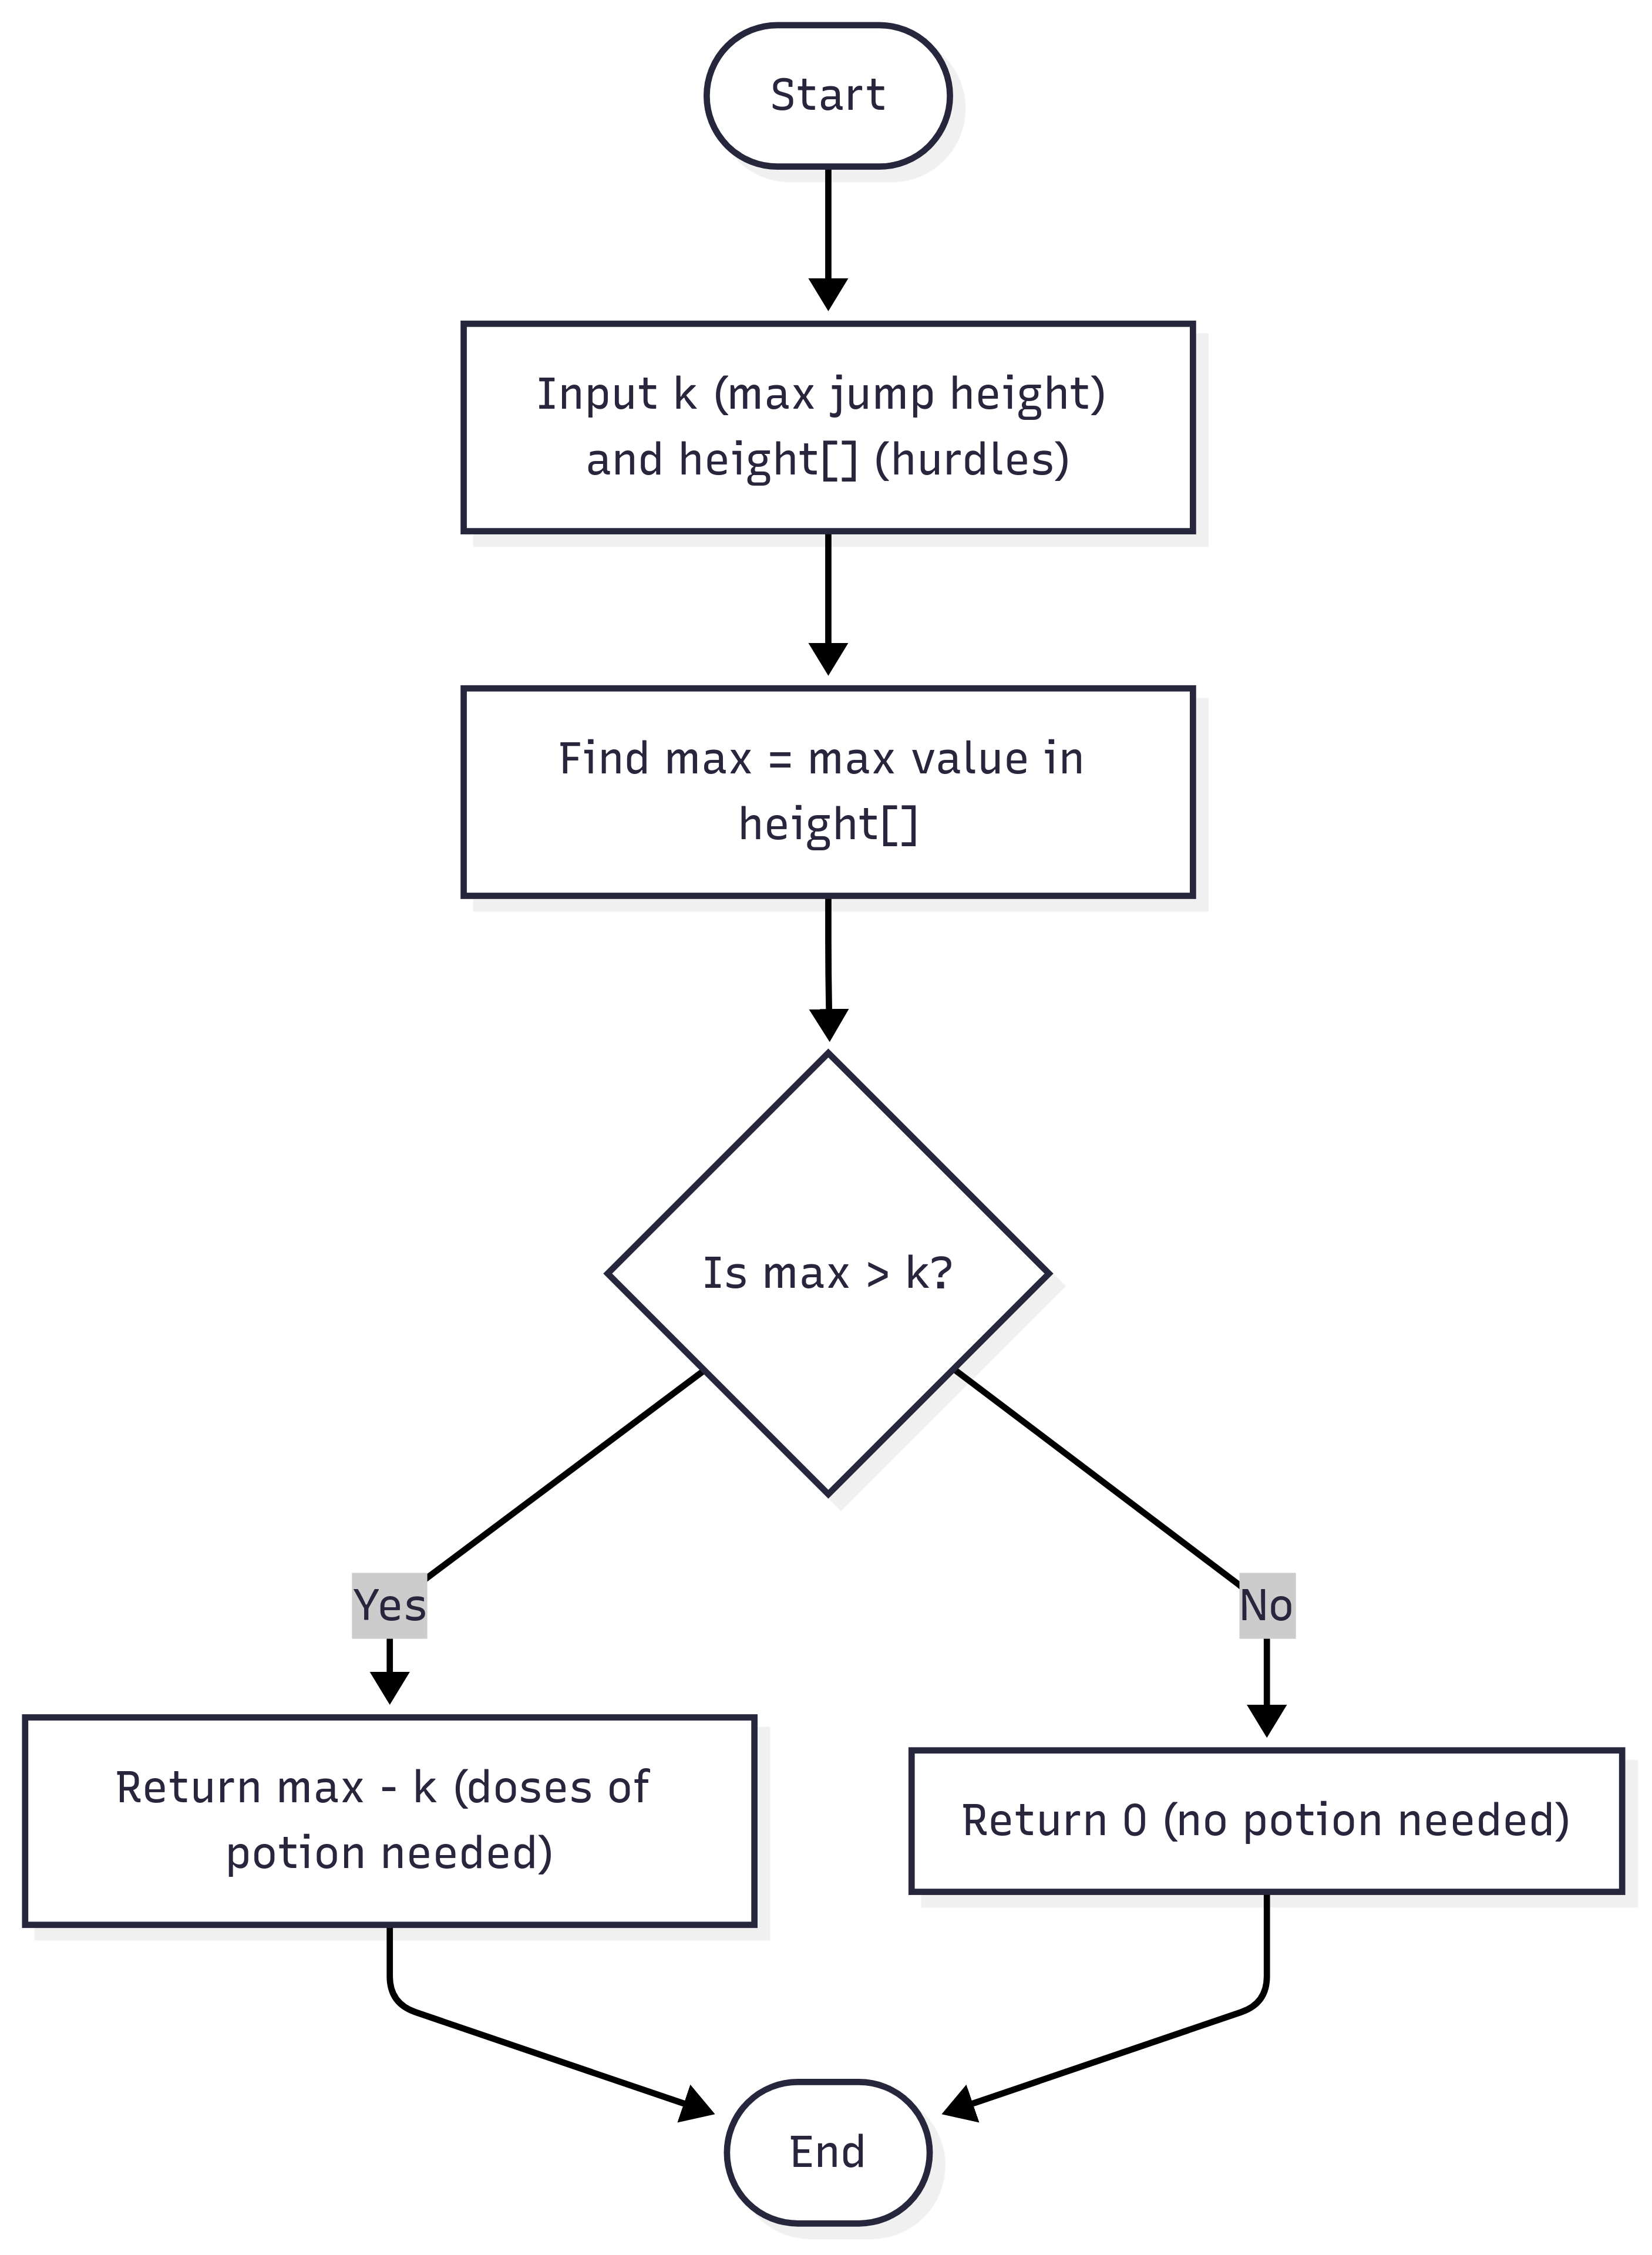 Start
Input k (max jump height)
and height[] (hurdles)
Find max = max value in
height[]
Is max > k?
Yes
No
Return max - k (doses of
potion needed)
Return 0 (no potion needed)
End